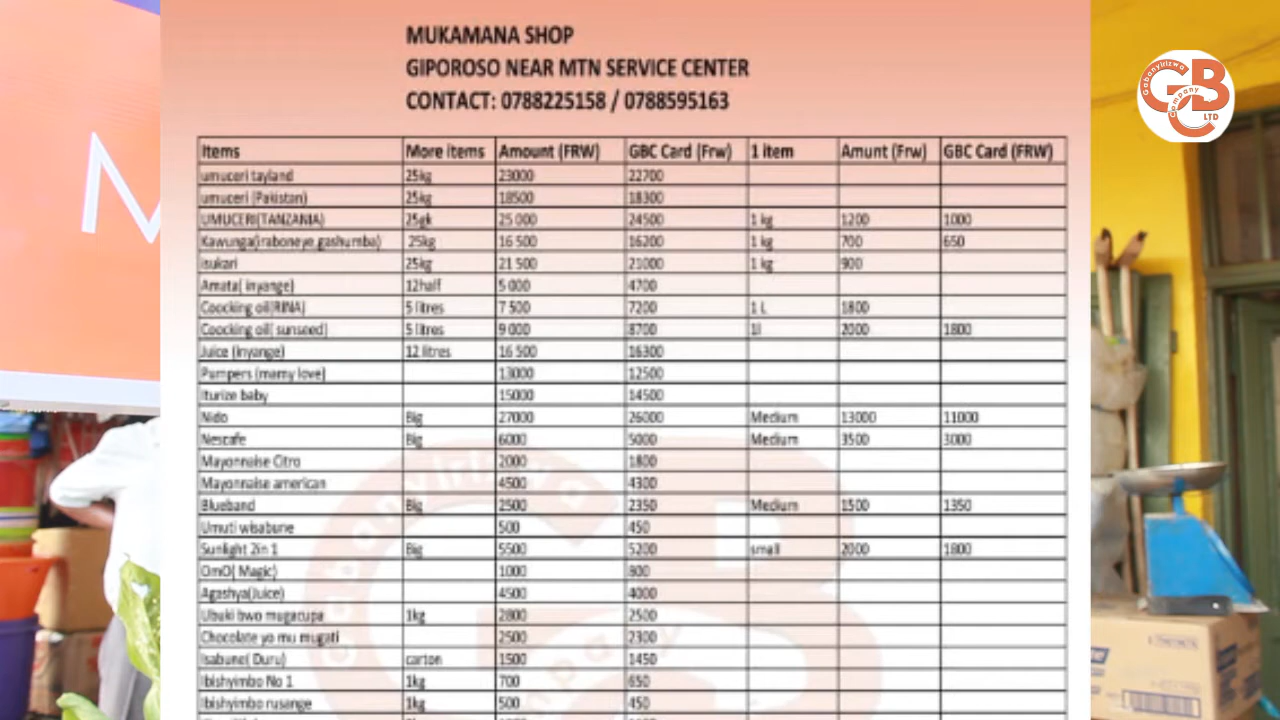 MUKAMANA SHOP
GIPOROSO NEAR MTN SERVICE CENTER
CONTACT: 0788225158 / 0788595163
Gabanyirizwa
GBC
Company
LTD
M
Items More items Amount (FRW) GBC Card (Frw) 1 item Amunt (Frw) GBC Card (FRW)
umuceri tayland 25kg 23000 22700
umuceri (Pakistan) 25kg 18500 18300
UMUCERI(TANZANIA) 25gk 25 000 24500 1 kg 1200 1000
Kawunga(iraboneye,gashumba) 25kg 16 500 16200 1 kg 700 650
isukari 25kg 21 500 21000 1 kg 900
Amata( inyange) 12half 5 000 4700
Coocking oil(RINA) 5 litres 7 500 7200 1 L 1800
Coocking oil( sunseed) 5 litres 9 000 8700 1l 2000 1800
Juice (Inyange) 12 litres 16 500 16300
Pampers (mamy love) 13000 12500
Iturize baby 15000 14500
Nido Big 27000 26000 Medium 13000 11000
Nescafe Big 6000 5000 Medium 3500 3000
Mayonnaise Citro 2000 1800
Mayonnaise american 4500 4300
Blueband Big 2500 2350 Medium 1500 1350
Umuti wisabune 500 450
Sunlight 2in 1 Big 5500 5200 small 2000 1800
OmO( Magic) 1000 800
Agashya(Juice) 4500 4000
Ubuki bwo mugacupa 1kg 2800 2500
Chocolate yo mu mugati 2500 2300
Isabune( Duru) carton 1500 1450
Ibishyimbo No 1 1kg 700 650
Ibishyimbo rusange 1kg 500 450